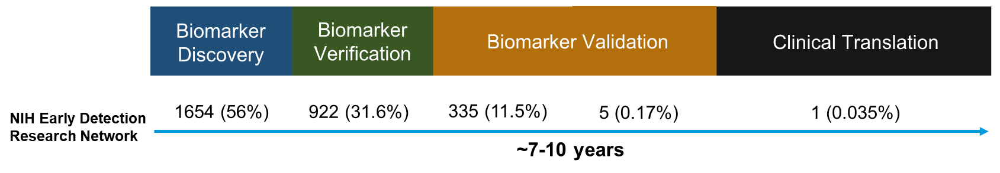 Biomarker
Discovery
Biomarker
Verification
Biomarker Validation
Clinical Translation
NIH Early Detection
Research Network
1654 (56%)
922 (31.6%)
335 (11.5%)
5 (0.17%)
1 (0.035%)
~7-10 years